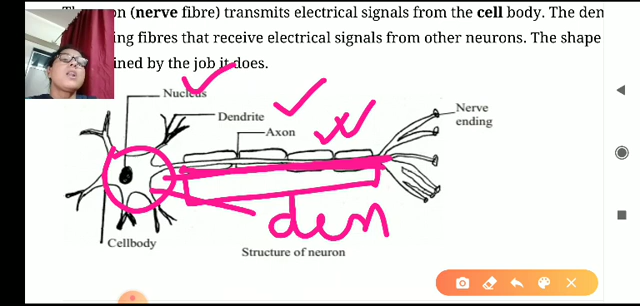 on (nerve fibre) transmits electrical signals from the cell body. The den
ing fibres that receive electrical signals from other neurons. The shape
ined by the job it does.
Nucleus
Dendrite
Axon
Nerve
ending
den
Cellbody
Structure of neuron